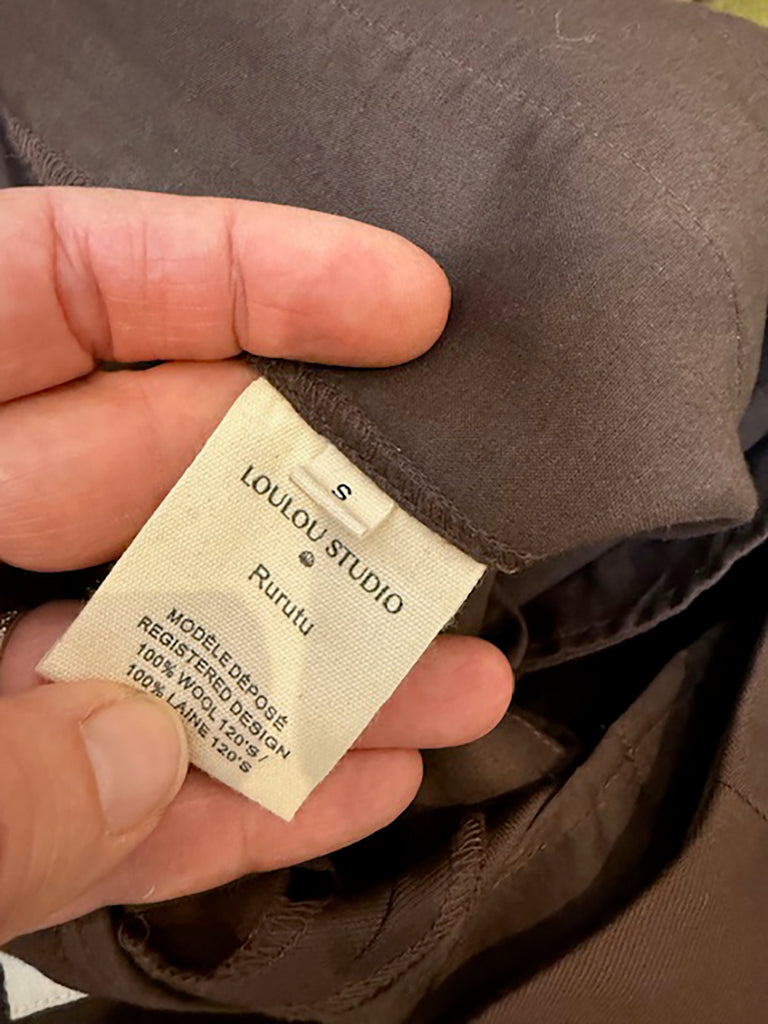 S
LOULOU STUDIO
Rurutu
MODÈLE DÉPOSÉ
REGISTERED DESIGN
100% WOOL 120'S /
100% LAINE 120'S